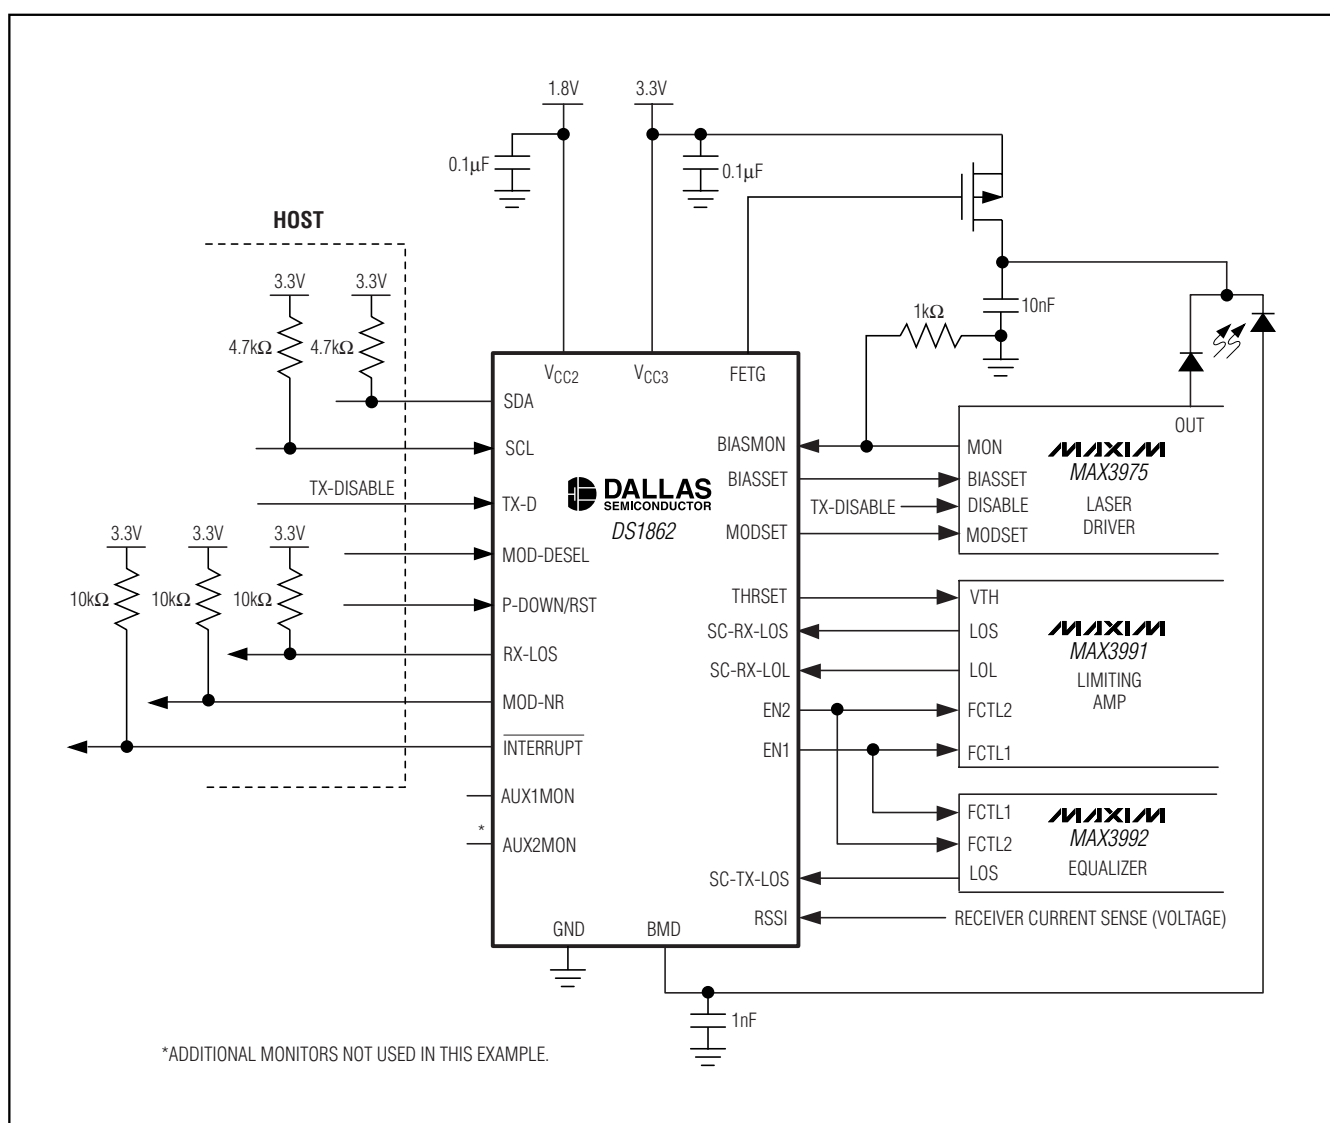 1.8V
3.3V
0.1µF
0.1µF
HOST
3.3V
3.3V
4.7kΩ
4.7kΩ
1kΩ
10nF
VCC2
VCC3
FETG
SDA
SCL
TX-DISABLE
TX-D
MOD-DESEL
P-DOWN/RST
3.3V
3.3V
3.3V
10kΩ
10kΩ
10kΩ
RX-LOS
MOD-NR
INTERRUPT
AUX1MON
*
AUX2MON
GND
BMD
DALLAS
SEMICONDUCTOR
DS1862
BIASMON
BIASSET
MODSET
THRSET
SC-RX-LOS
SC-RX-LOL
EN2
EN1
SC-TX-LOS
RSSI
OUT
MON
BIASSET
TX-DISABLE
DISABLE
MODSET
MAXIM
MAX3975
LASER
DRIVER
VTH
LOS
LOL
FCTL2
FCTL1
MAXIM
MAX3991
LIMITING
AMP
FCTL1
FCTL2
LOS
MAXIM
MAX3992
EQUALIZER
RECEIVER CURRENT SENSE (VOLTAGE)
1nF
*ADDITIONAL MONITORS NOT USED IN THIS EXAMPLE.